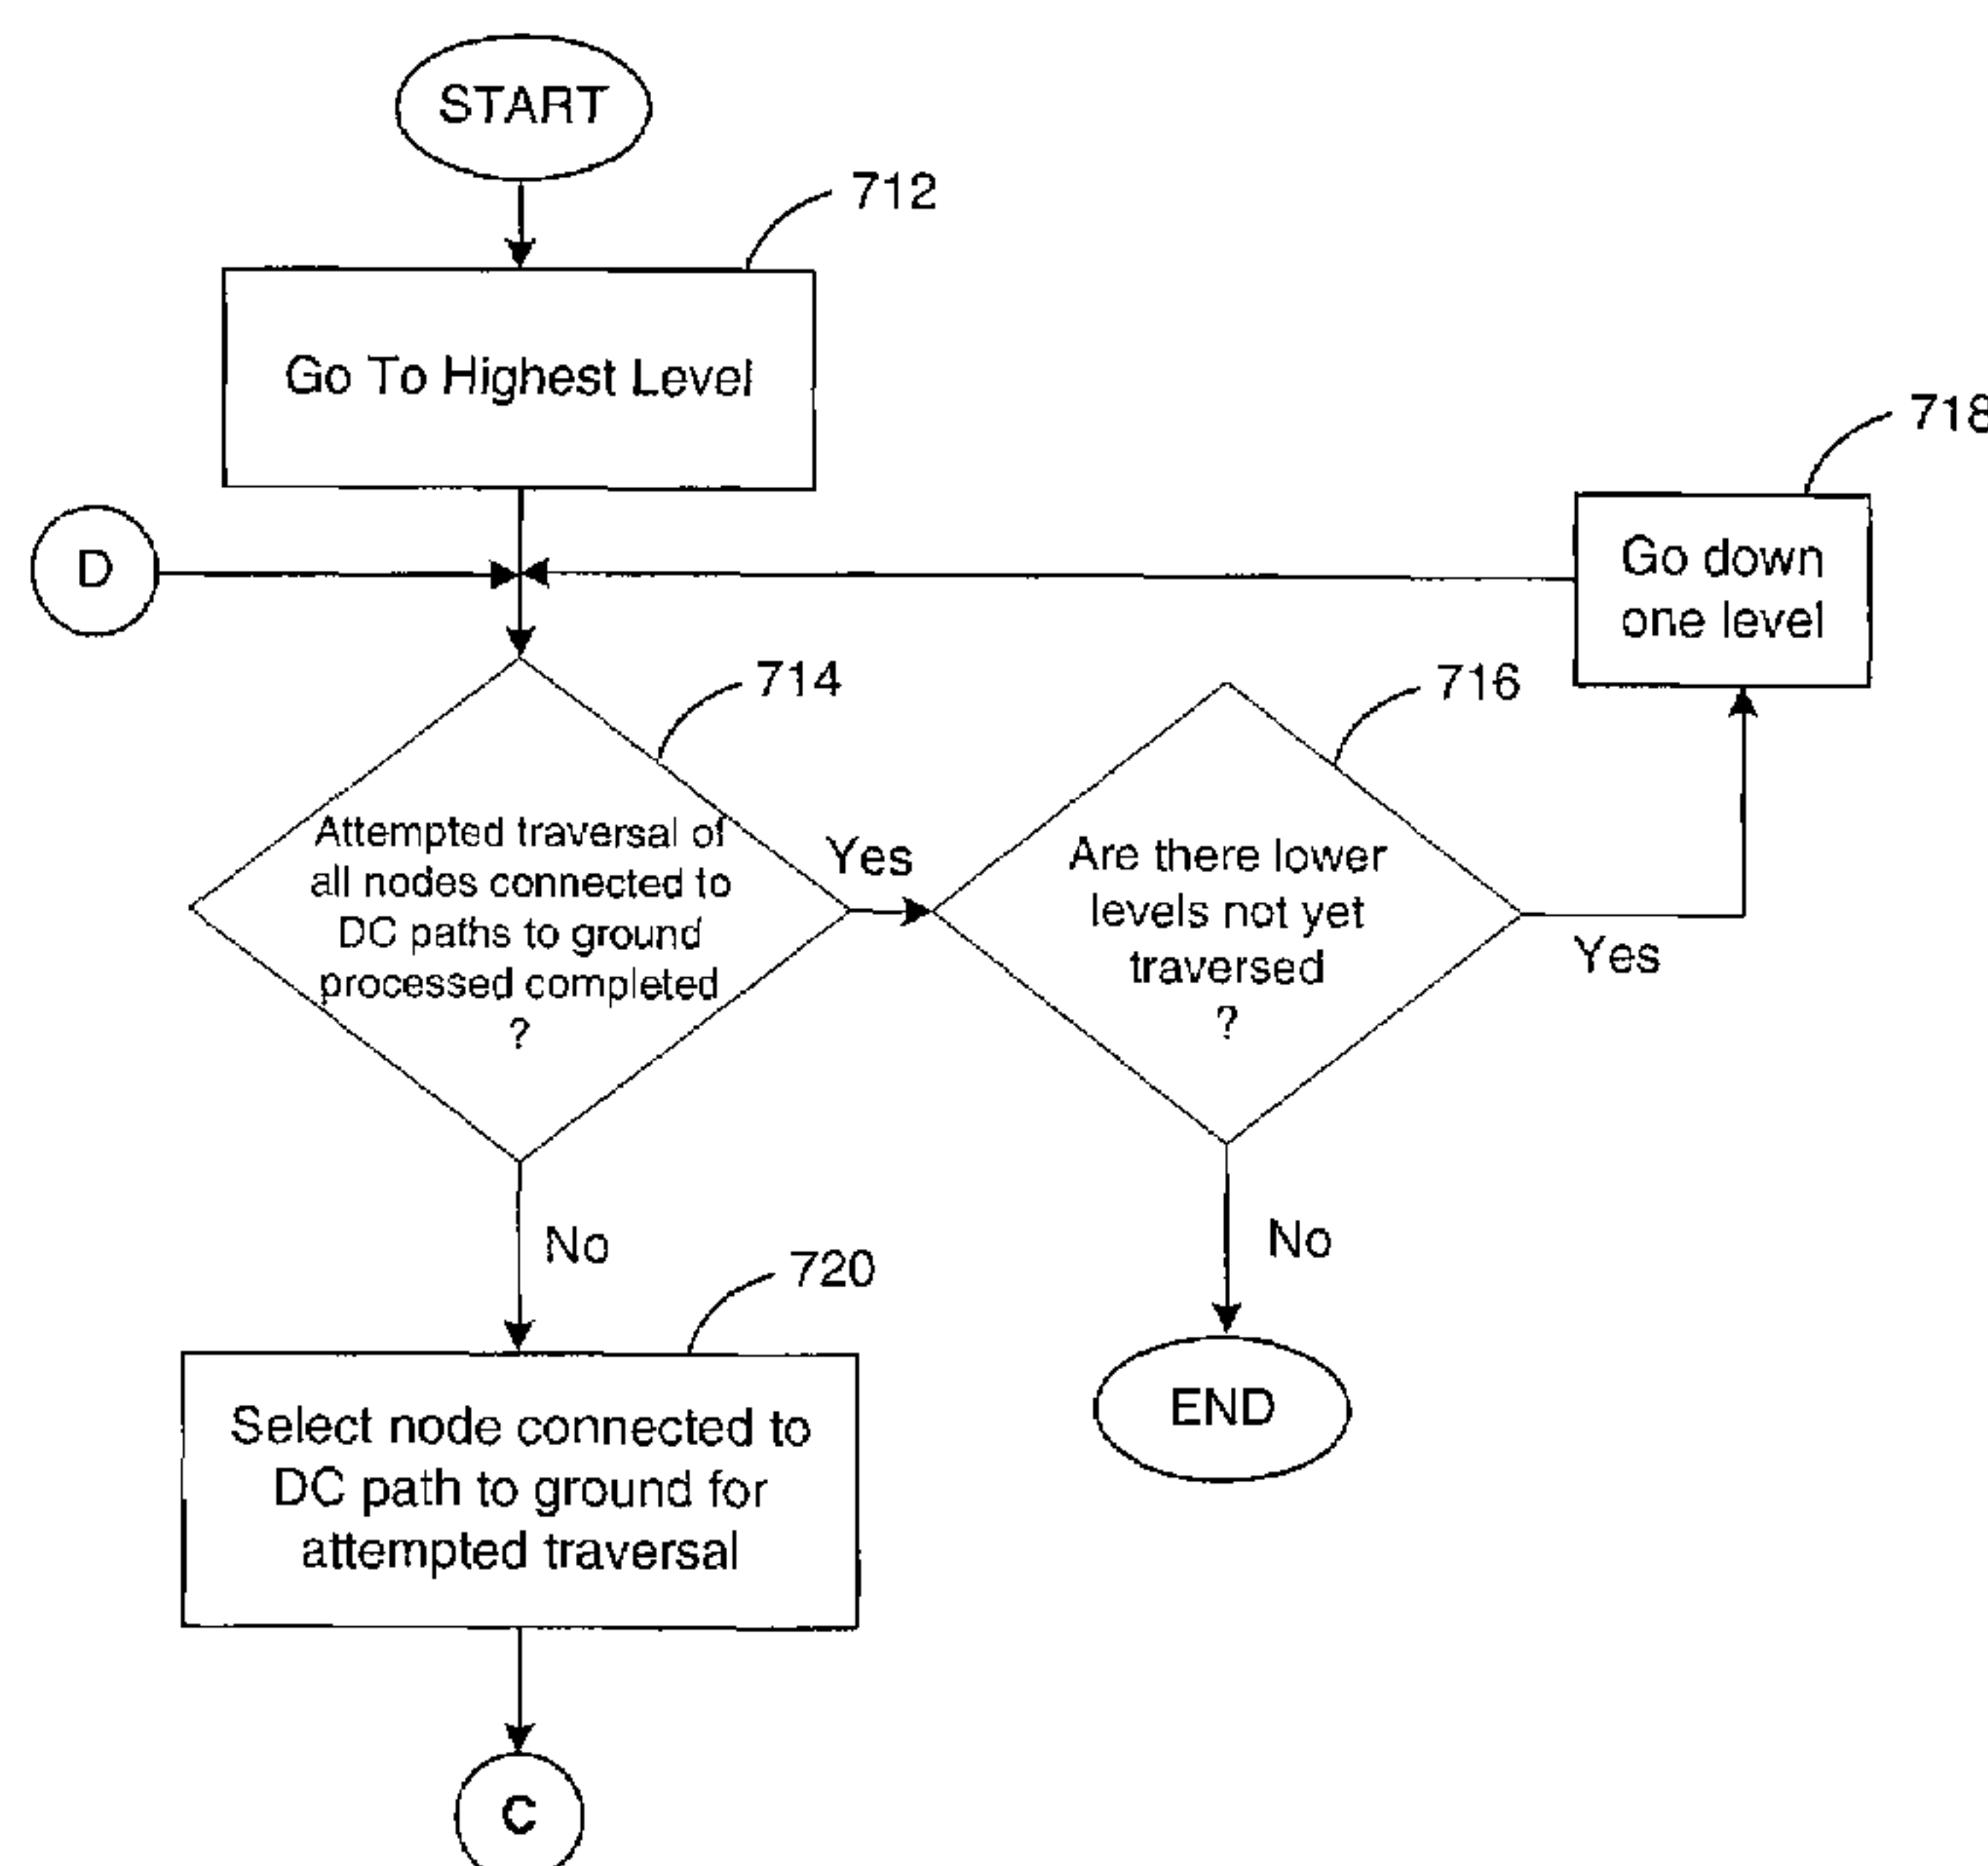 START
712
Go To Highest Level
718
Go down
one level
D
714
716
Attempted traversal of
all nodes connected to
DC paths to ground
processed completed
?
Yes
Are there lower
levels not yet
traversed
?
Yes
No
No
720
Select node connected to
DC path to ground for
attempted traversal
END
C